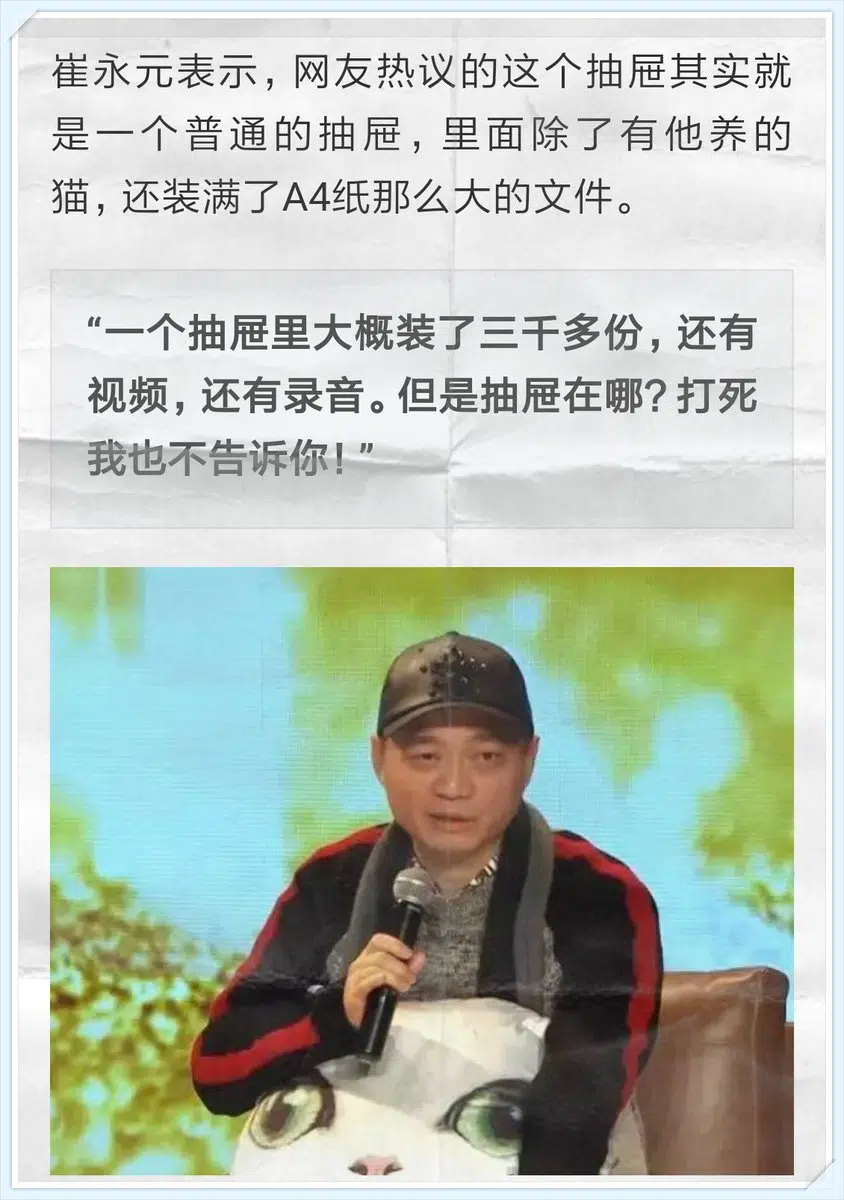 崔永元表示，网友热议的这个抽屉其实就
是一个普通的抽屉，里面除了有他养的
猫，还装满了A4纸那么大的文件。
“一个抽屉里大概装了三千多份，还有
视频，还有录音。但是抽屉在哪？打死
我也不告诉你！”